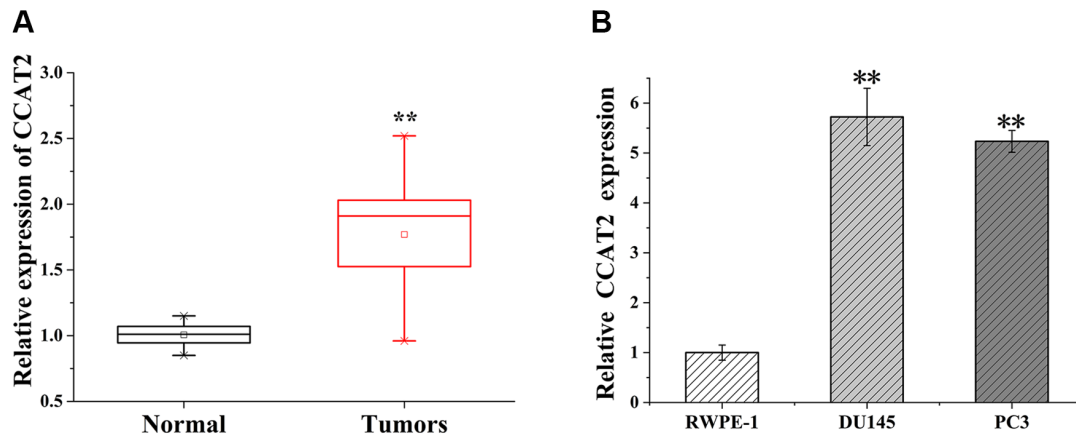 A
Relative expression of CCAT2
3.0
2.5
2.0
1.5
1.0
0.5
**
Normal
Tumors
B
Relative CCAT2 expression
6
5
4
3
2
1
0
**
**
RWPE-1
DU145
PC3